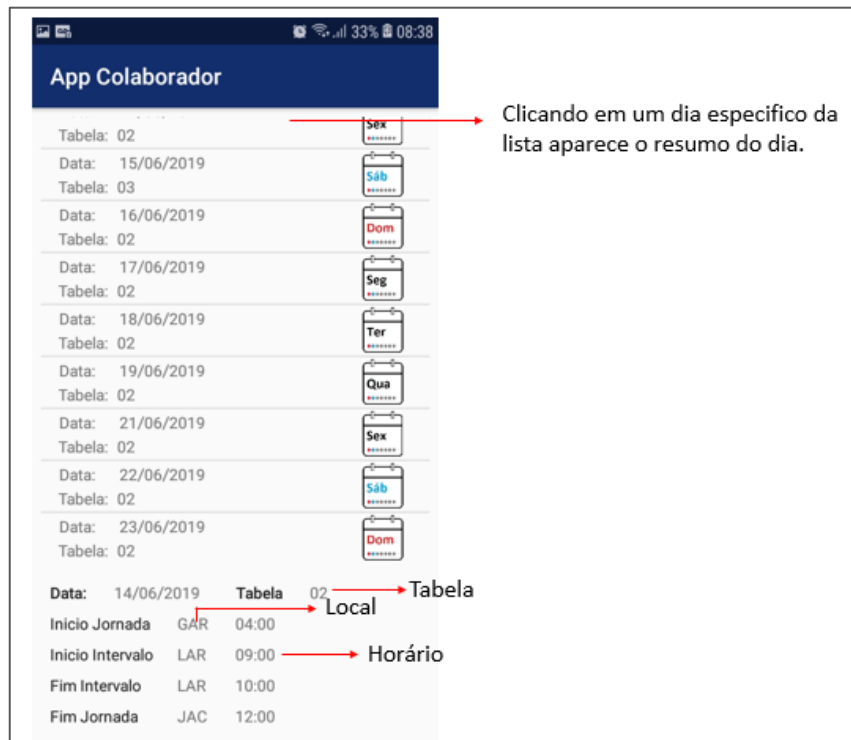 33% 08:38
App Colaborador
Clicando em um dia especifico da
lista aparece o resumo do dia.
Sex
Tabela: 02
Data: 15/06/2019
Sáb
Tabela: 03
Data: 16/06/2019
Dom
Tabela: 02
Data: 17/06/2019
Seg
Tabela: 02
Data: 18/06/2019
Ter
Tabela: 02
Data: 19/06/2019
Qua
Tabela: 02
Data: 21/06/2019
Sex
Tabela: 02
Data: 22/06/2019
Sáb
Tabela: 02
Data: 23/06/2019
Dom
Tabela: 02
Data: 14/06/2019 Tabela 02 Tabela
Local
Inicio Jornada GAR 04:00
Inicio Intervalo LAR 09:00 Horário
Fim Intervalo LAR 10:00
Fim Jornada JAC 12:00